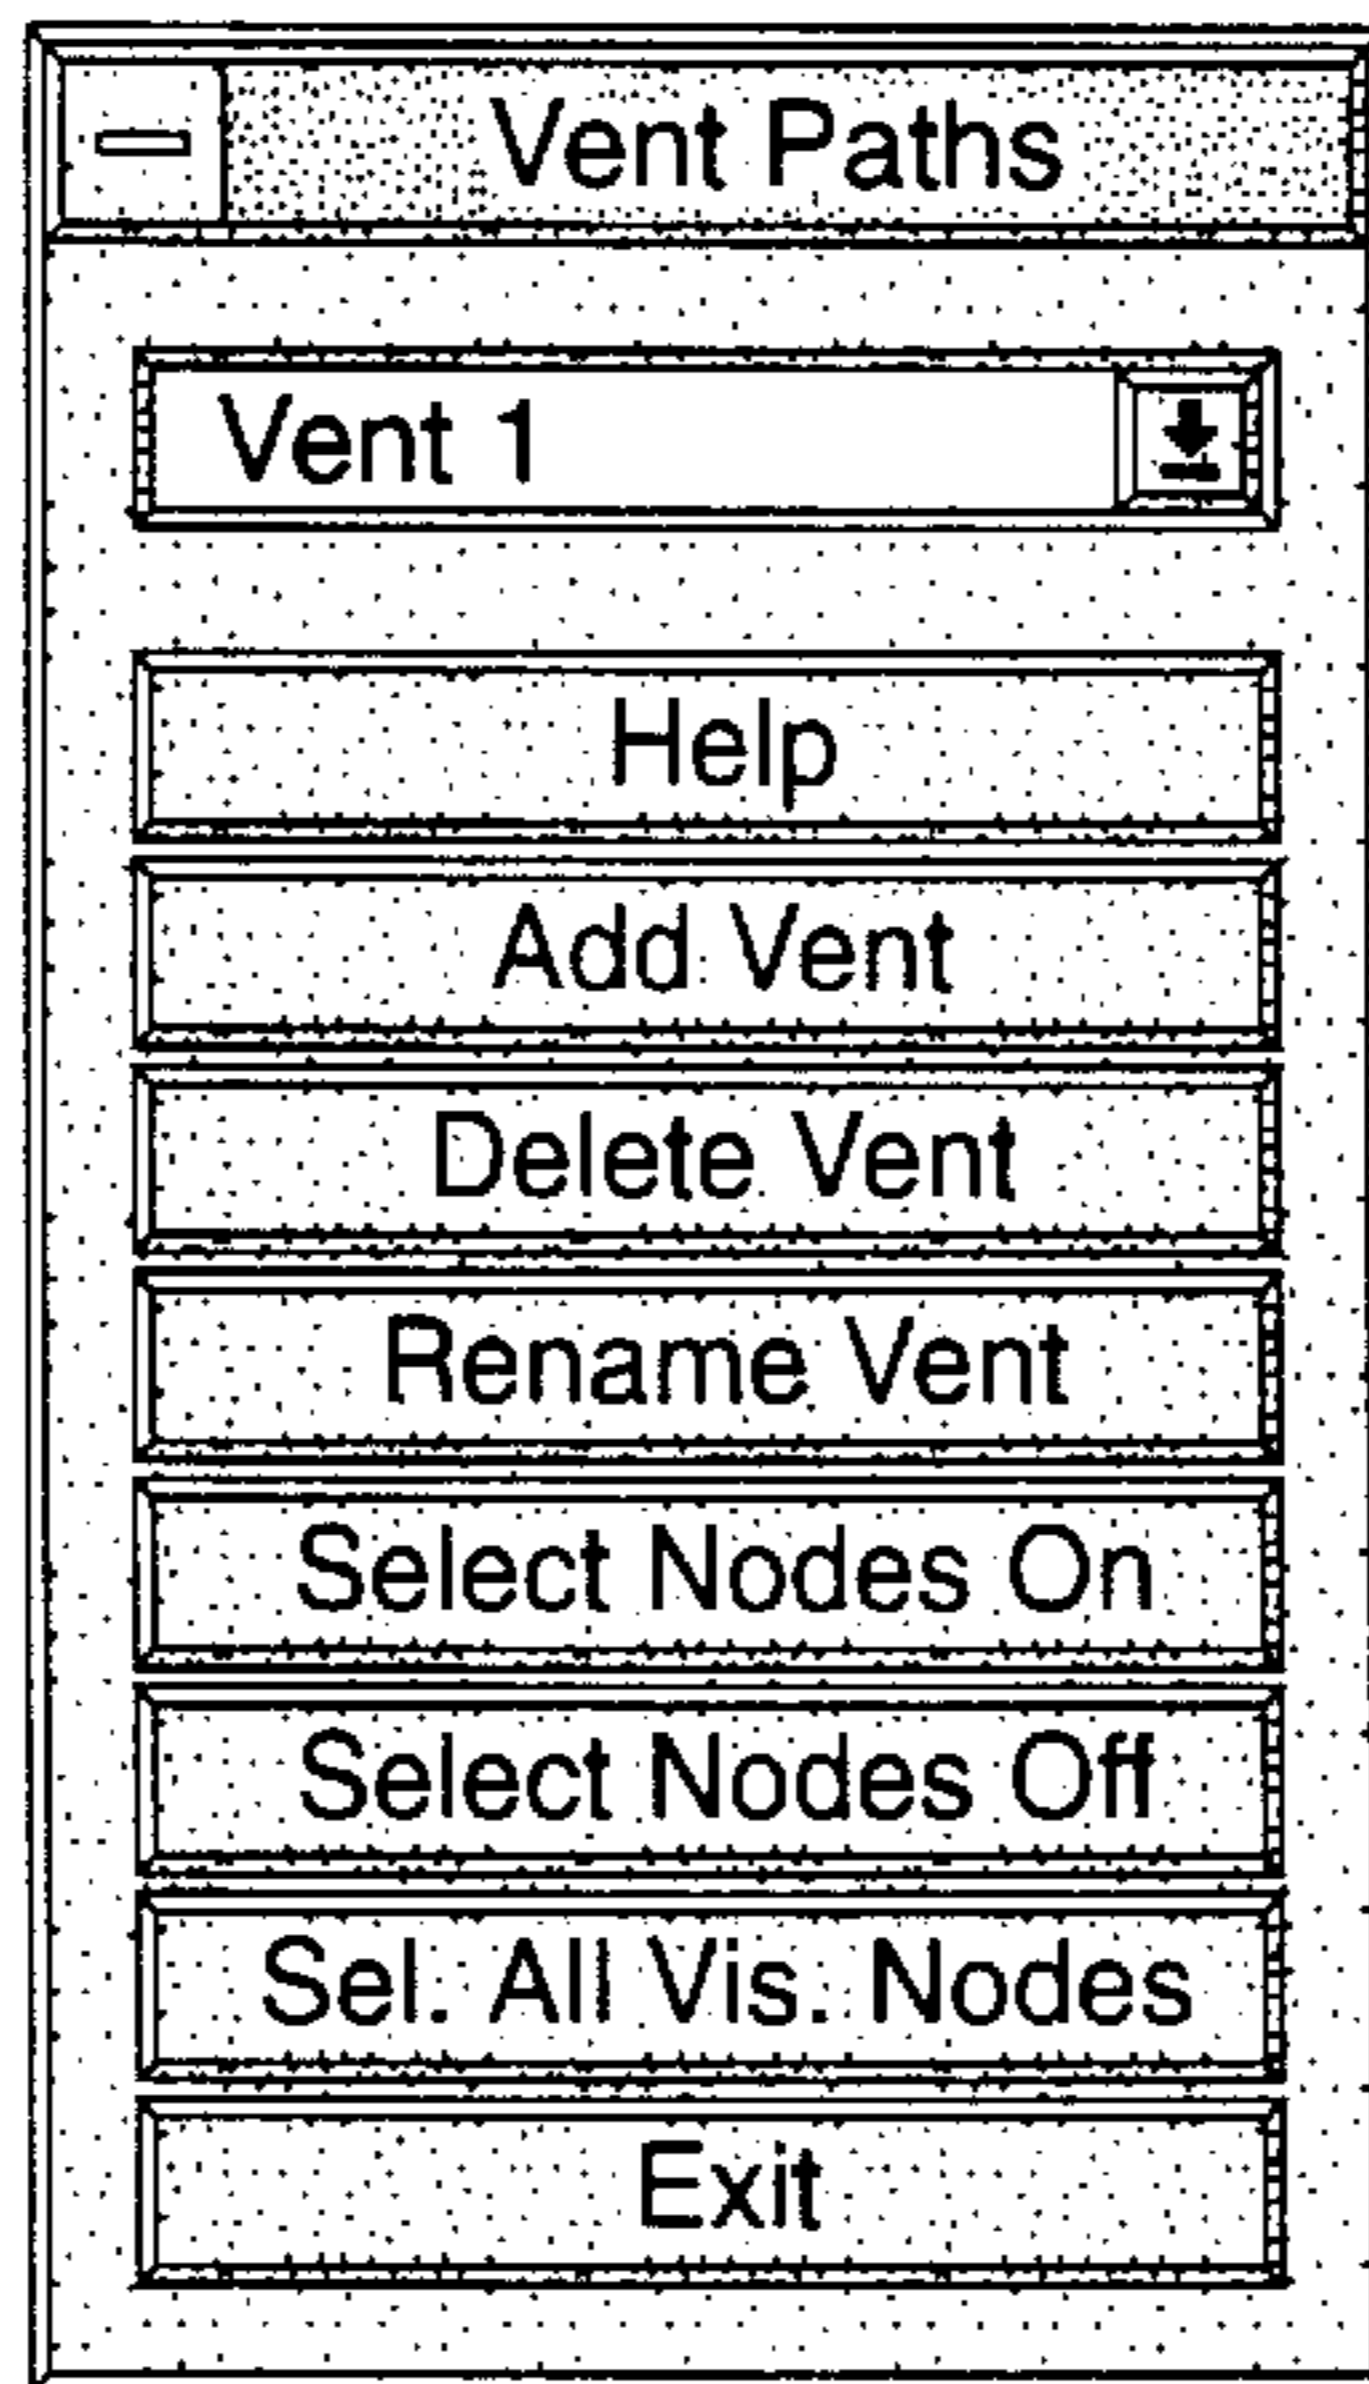 Vent Paths
Vent 1
Help
Add Vent
Delete Vent
Rename Vent
Select Nodes On
Select Nodes Off
Sel. All Vis. Nodes
Exit